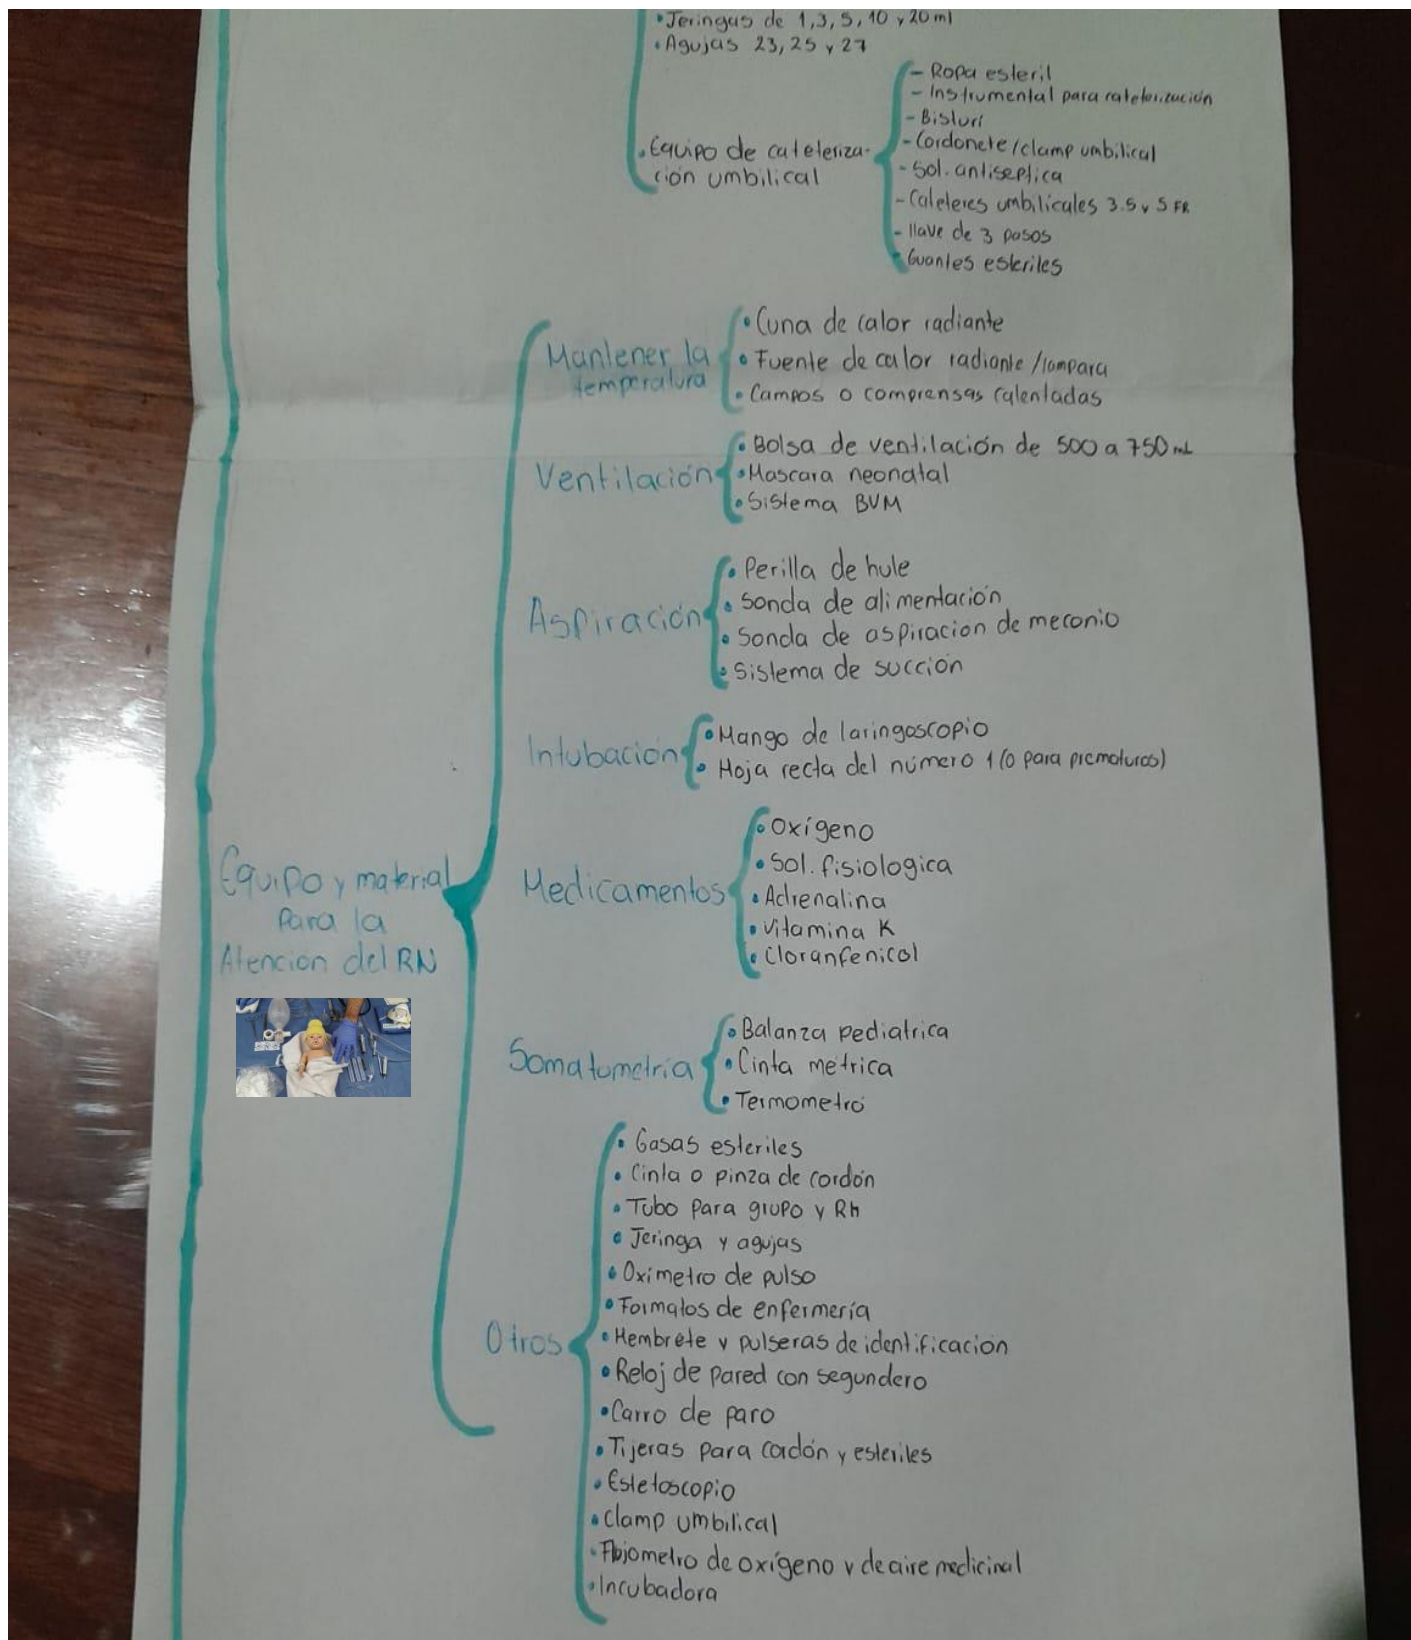 •Jeringas de 1,3,5,10 y 20ml
•Agujas 23, 25 y 27
•Equipo de cateteriza-
ción umbilical
- Ropa esteril
- Instrumental para cateterización
- Bisturí
- Cordonete/clamp umbilical
- Sol. antiseptica
- Cateteres umbilicales 3.5 y 5 FR
- llave de 3 pasos
Guantes esteriles
Equipo y material
Para la
Atencion del RN
Mantener la
temperatura
• Cuna de calor radiante
• Fuente de calor radiante /lampara
• Campos o comprensas calentadas
Ventilación
• Bolsa de ventilación de 500 a 750 mL
• Mascara neonatal
• Sistema BVM
Aspiración
• Perilla de hule
• Sonda de alimentación
• Sonda de aspiracion de meconio
• Sistema de succión
Intubación
• Mango de laringoscopio
• Hoja recta del número 1 (0 para prematuros)
Medicamentos
• Oxígeno
• Sol. fisiologica
• Adrenalina
• Vitamina K
• Cloranfenicol
Somatometria
• Balanza pediatrica
• Cinta métrica
• Termometro
Otros
• Gasas esteriles
• Cinta o pinza de cordón
• Tubo para grupo y Rh
• Jeringa y agujas
• Oximetro de pulso
• Formatos de enfermería
• Membrete y pulseras de identificacion
• Reloj de pared con segundero
• Carro de paro
• Tijeras para cordón y esteriles
• Estetoscopio
• Clamp umbilical
• Flojometro de oxígeno y de aire medicinal
• Incubadora